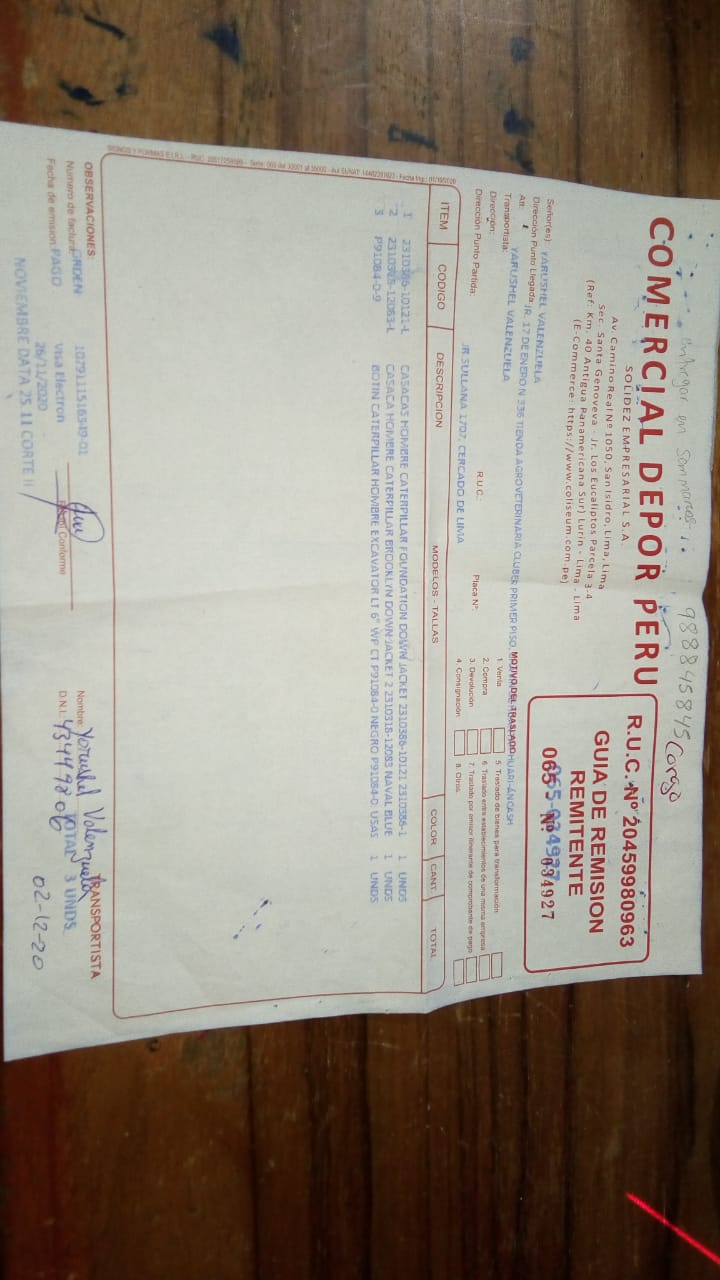 entregar en San Marcos 988845845 Cargo
COMERCIAL DEPOR PERU
SOLIDEZ EMPRESARIAL S.A.
Av. Camino Real Nº 1050, San Isidro, Lima, Lima
Sec. Santa Genoveva - Jr. Los Eucaliptos Parcela 3,4
(Ref: Km. 40 Antigua Panamericana Sur) Lurin - Lima - Lima
(E-Commerce: https://www.coliseum.com.pe)
R.U.C. Nº 20459980963
GUIA DE REMISION
REMITENTE
065- Nº 034927
Señor(es): YARUSHEL VALENZUELA
Dirección Punto Llegada: JR. 17 DE ENERO N 336 TIENDA AGROVETERINARIA CLUBER PRIMER PISO, HUARI-ÁNCASH
Att:
Transportista: YARUSHEL VALENZUELA
Dirección: R.U.C.: Placa Nº:
Dirección Punto Partida: JR SULLANA 1707, CERCADO DE LIMA
MOTIVO DEL TRASLADO
1. Venta 5. Traslado de bienes para transformación
2. Compra 6. Traslado entre establecimientos de una misma empresa
3. Devolución 7. Traslado por emisor itinerante de comprobante de pago
4. Consignación 8. Otros
ITEM CODIGO DESCRIPCION MODELOS - TALLAS COLOR CANT. TOTAL
1 2310386-10121-L CASACAS HOMBRE CATERPILLAR FOUNDATION DOWN JACKET 2310386-10121 2310386-1 1 UNDS
2 2310318-12083-L CASACA HOMBRE CATERPILLAR BROOKLYN DOWN JACKET 2 2310318-12083 NAVAL BLUE 1 UNDS
3 P91084-0-9 BOTIN CATERPILLAR HOMBRE EXCAVATOR LT 6" WP CT P91084-0 NEGRO P91084-0 USA9 1 UNDS
OBSERVACIONES:
Número de factura: ORDEN 1079111516349-01
Fecha de emisión: PAGO Visa Electron
26/11/2020
NOVIEMBRE DATA 25 11 CORTE II
Recibí Conforme
TRANSPORTISTA
Nombre: Yarushel Valenzuela
D.N.I.: 43449806
TOTAL 3 UNDS.
02-12-20